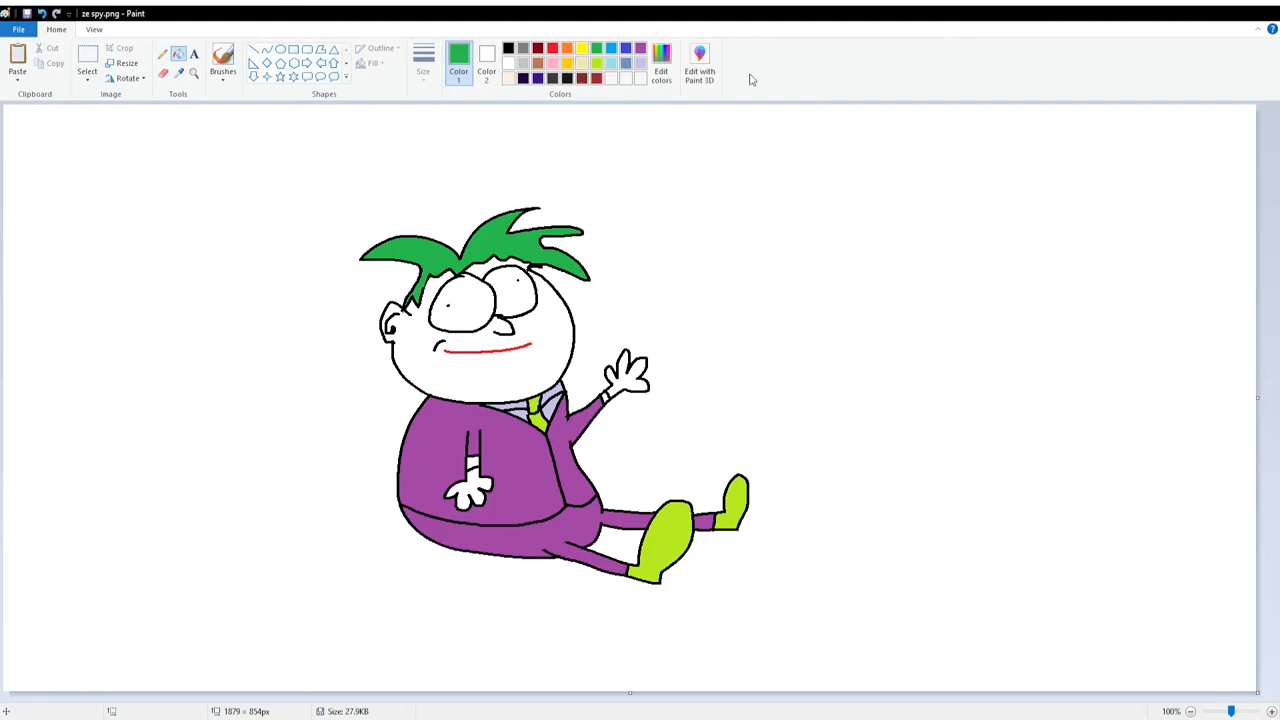 ze spy.png - Paint
File
Home
View
Paste
Cut
Copy
Clipboard
Select
Crop
Resize
Rotate
Image
A
Tools
Brushes
Outline
Fill
Shapes
Size
Color 1
Color 2
Edit colors
Colors
Edit with Paint 3D
1879 × 854px
Size: 27.9KB
100%